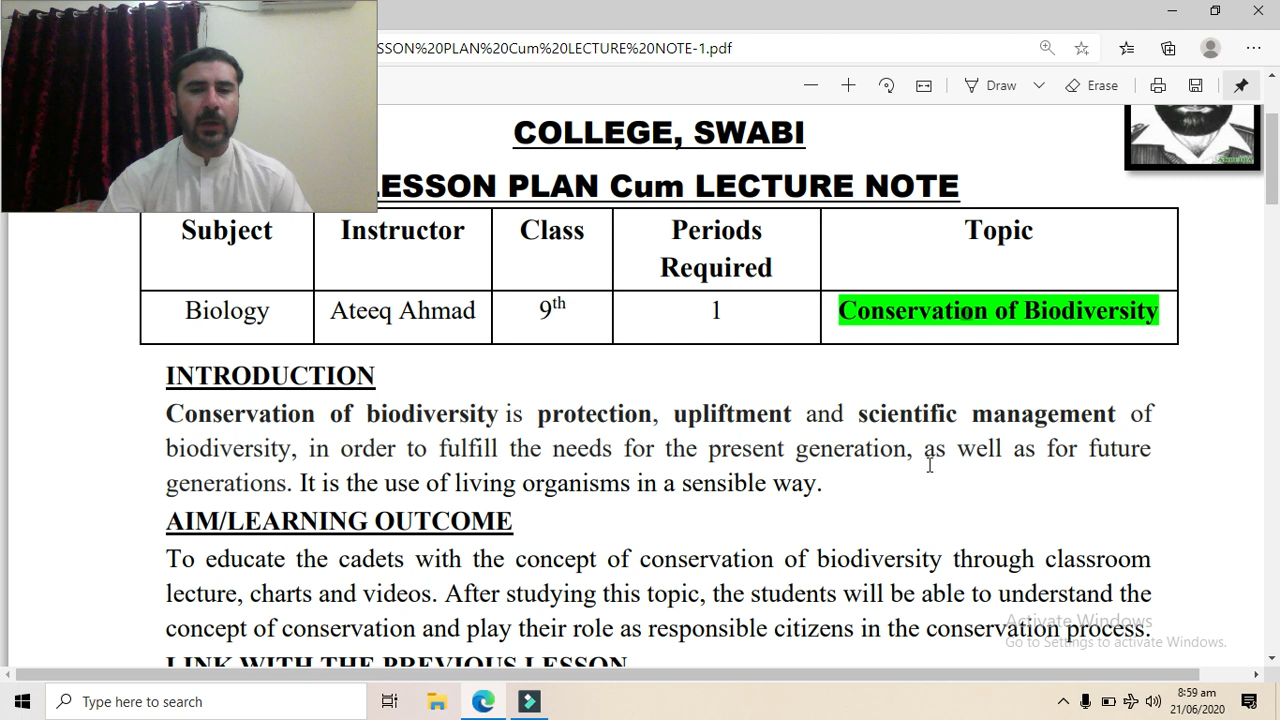 SSON%20PLAN%20Cum%20LECTURE%20NOTE-1.pdf
Draw
Erase
COLLEGE, SWABI
LESSON PLAN Cum LECTURE NOTE
Subject Instructor Class Periods Required Topic
Biology Ateeq Ahmad 9th 1 Conservation of Biodiversity
INTRODUCTION
Conservation of biodiversity is protection, upliftment and scientific management of
biodiversity, in order to fulfill the needs for the present generation, as well as for future
generations. It is the use of living organisms in a sensible way.
AIM/LEARNING OUTCOME
To educate the cadets with the concept of conservation of biodiversity through classroom
lecture, charts and videos. After studying this topic, the students will be able to understand the
concept of conservation and play their role as responsible citizens in the conservation process.
LINK WITH THE PREVIOUS LESSON
Activate Windows
Go to Settings to activate Windows.
Type here to search
8:59 am
21/06/2020